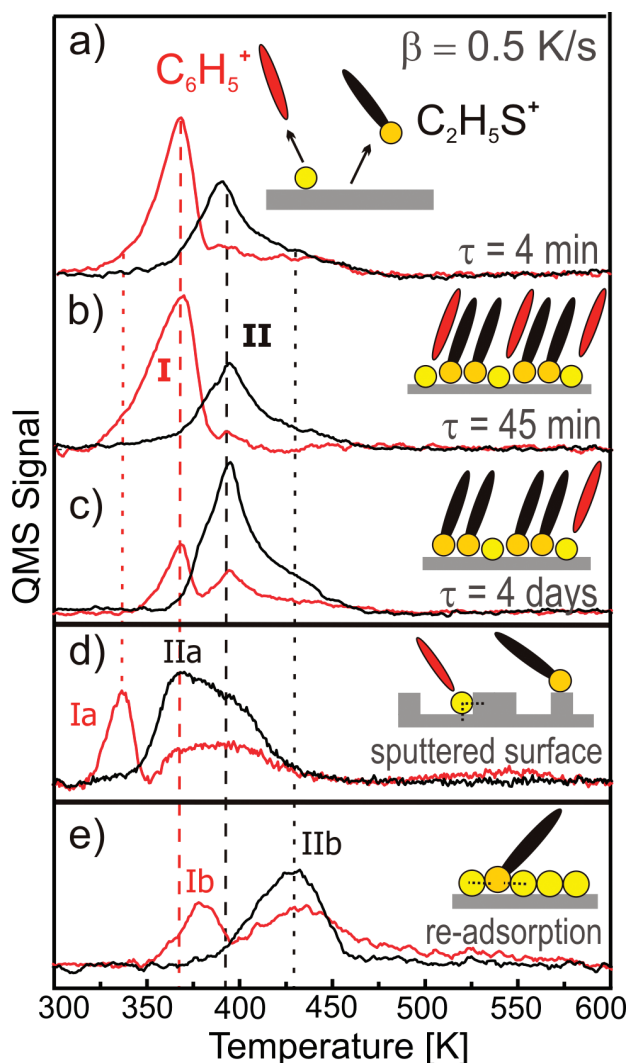 a)
β = 0.5 K/s
C₆H₅⁺
C₂H₅S⁺
τ = 4 min
b)
II
I
τ = 45 min
QMS Signal
c)
τ = 4 days
d)
IIa
Ia
sputtered surface
e)
IIb
Ib
re-adsorption
300 350 400 450 500 550 600
Temperature [K]